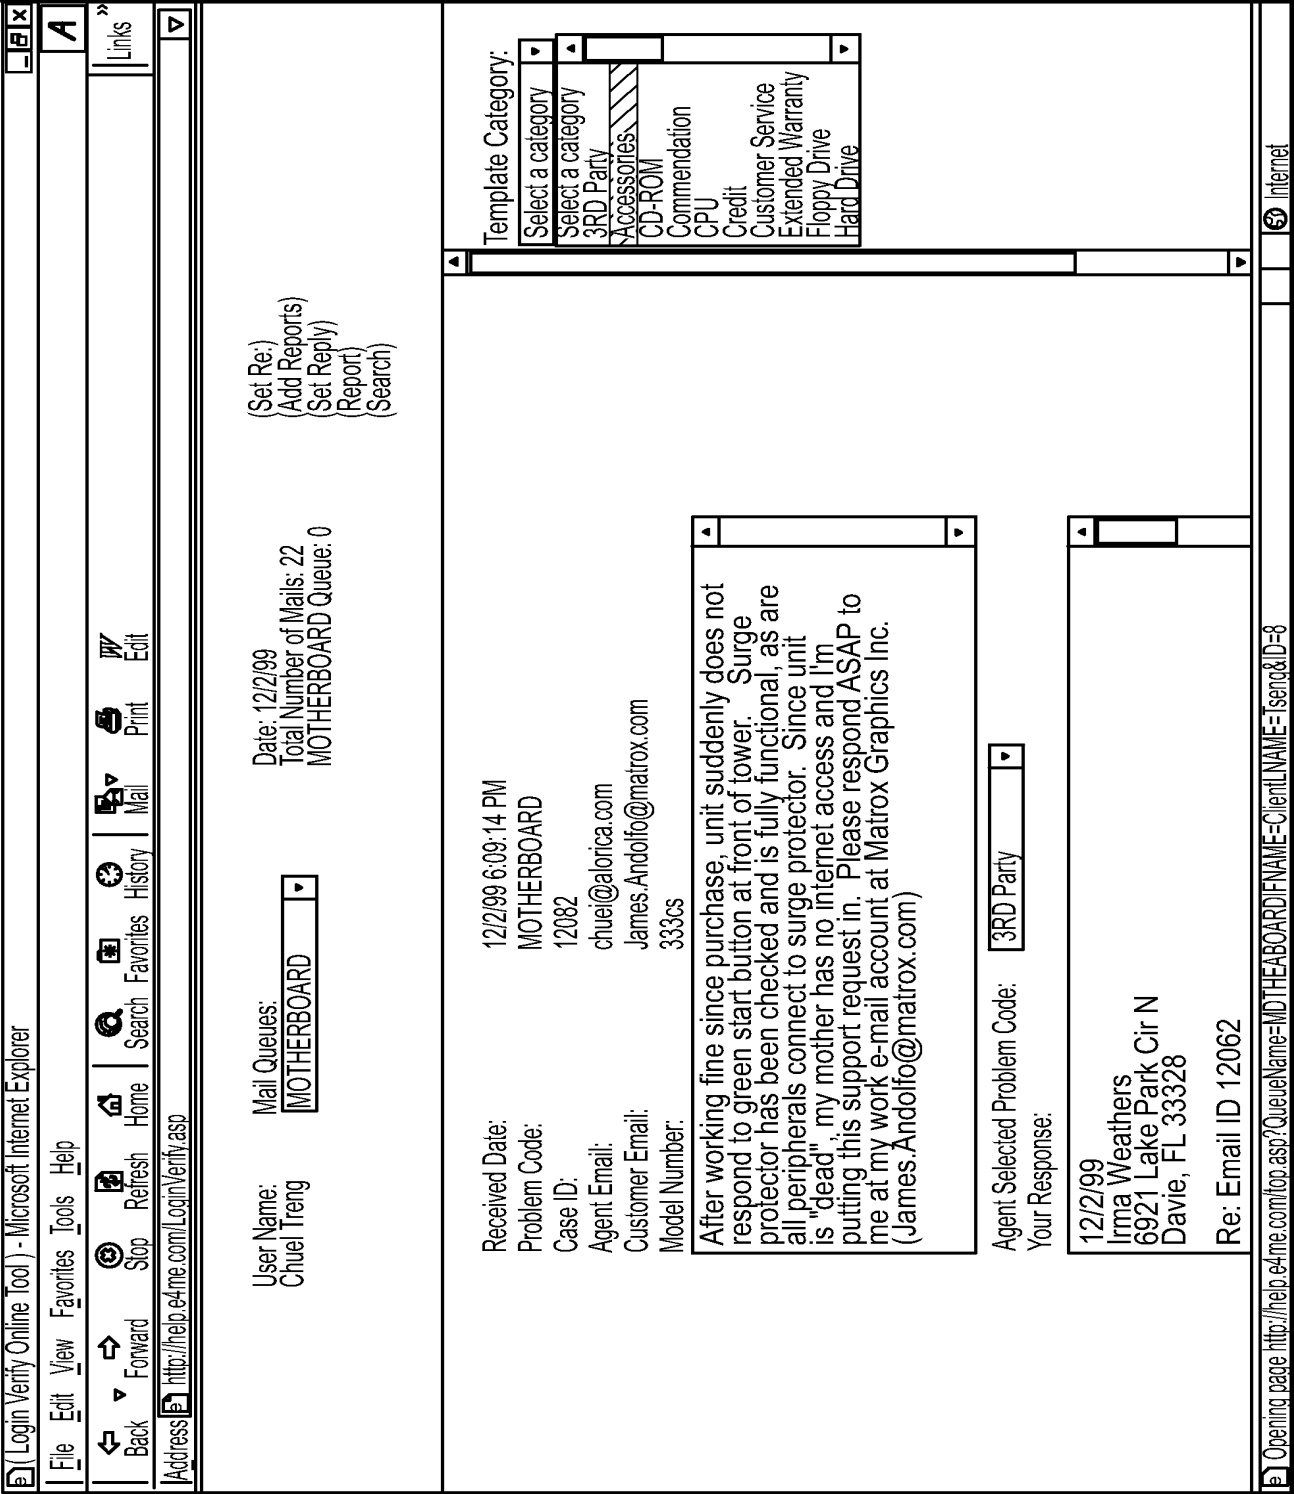 ( Login Verify Online Tool ) - Microsoft Internet Explorer
File Edit View Favorites Tools Help
Back Forward Stop Refresh Home Search Favorites History Mail Print Edit Links »
Address http://help.e4me.com/LoginVerify.asp
User Name:
Chuel Treng
Mail Queues:
MOTHERBOARD
Date: 12/2/99
Total Number of Mails: 22
MOTHERBOARD Queue: 0
(Set Re:)
(Add Reports)
(Set Reply)
(Report)
(Search)
Received Date: 12/2/99 6:09:14 PM
Problem Code: MOTHERBOARD
Case ID: 12082
Agent Email: chuei@alorica.com
Customer Email: James.Andolfo@matrox.com
Model Number: 333cs
After working fine since purchase, unit suddenly does not
respond to green start button at front of tower. Surge
protector has been checked and is fully functional, as are
all peripherals connect to surge protector. Since unit
is "dead", my mother has no internet access and I'm
putting this support request in. Please respond ASAP to
me at my work e-mail account at Matrox Graphics Inc.
(James.Andolfo@matrox.com)
Agent Selected Problem Code: 3RD Party
Your Response:
12/2/99
Irma Weathers
6921 Lake Park Cir N
Davie, FL 33328
Re: Email ID 12062
Template Category:
Select a category
Select a category
3RD Party
Accessories
CD-ROM
Commendation
CPU
Credit
Customer Service
Extended Warranty
Floppy Drive
Hard Drive
Opening page http://help.e4me.com/top.asp?QueueName=MDTHEABOARDIFNAME=ClientLNAME=Tseng&ID=8
Internet